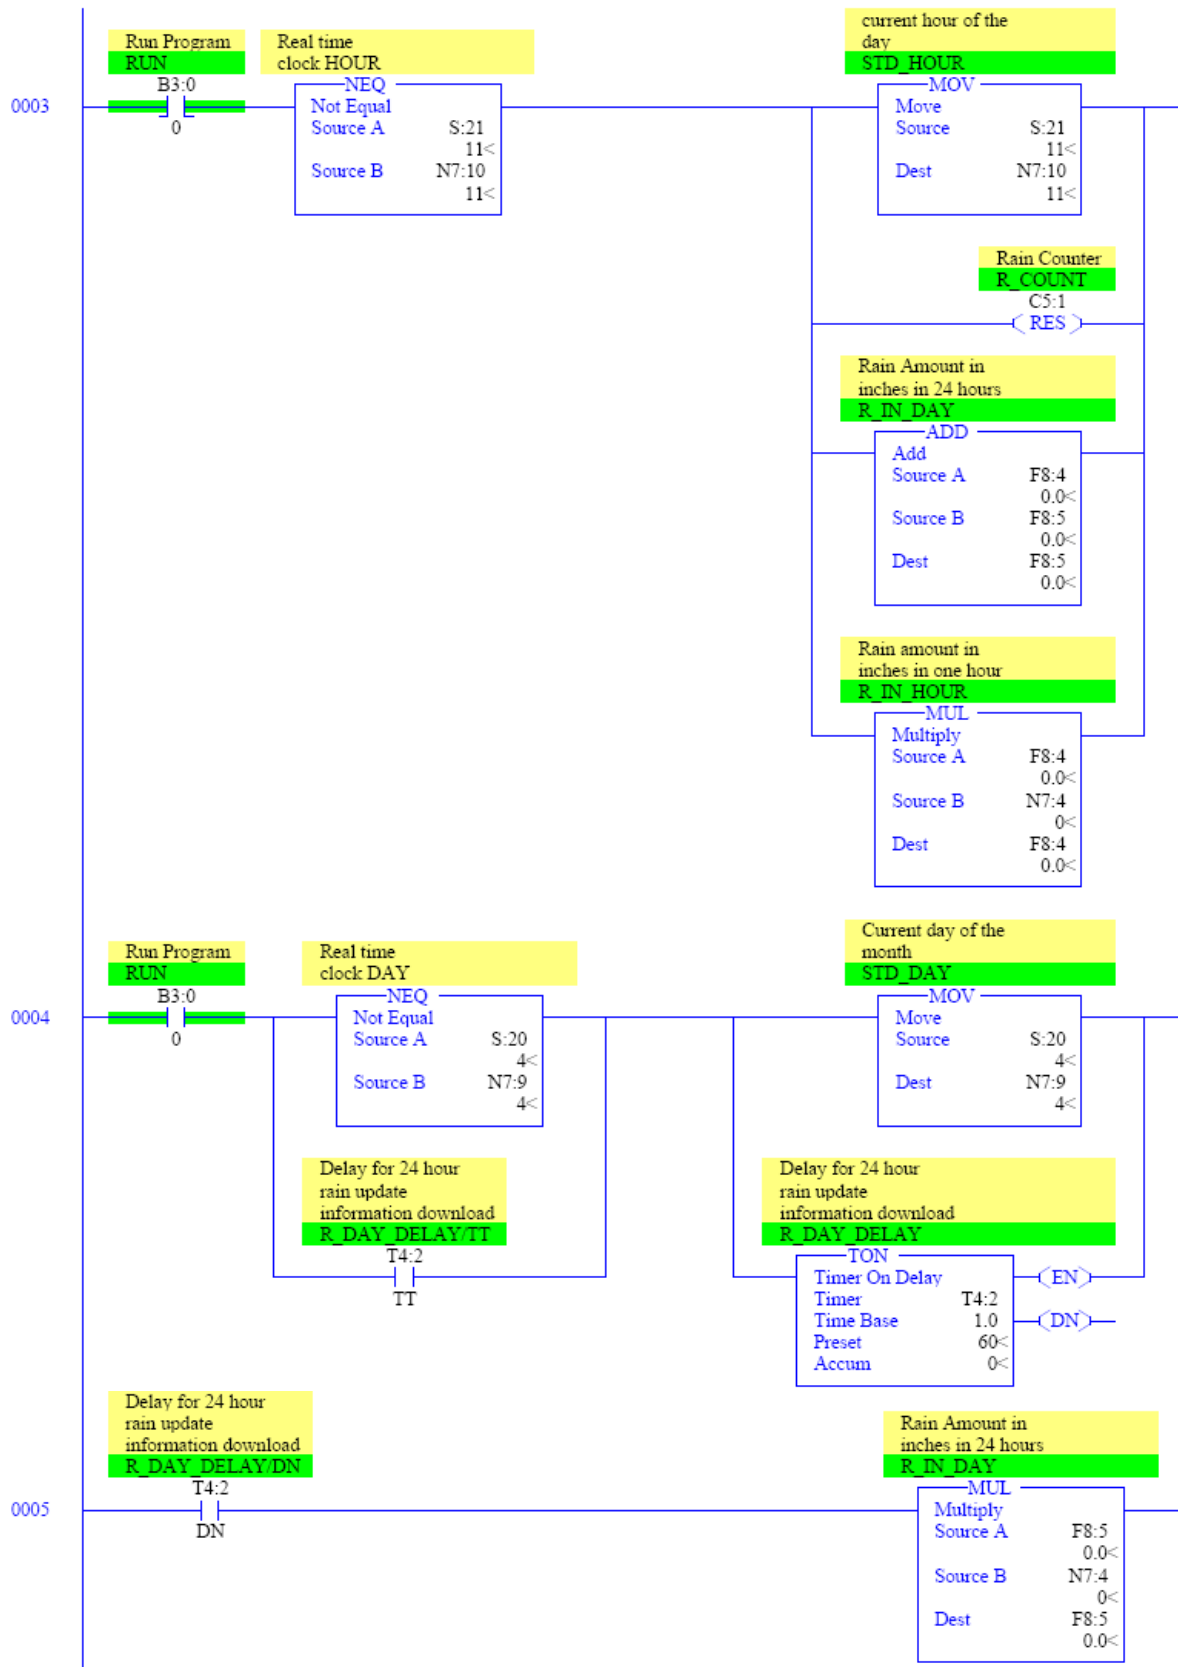 0003
Run Program
RUN
B3:0
0
Real time
clock HOUR
NEQ
Not Equal
Source A S:21
11<
Source B N7:10
11<
current hour of the
day
STD_HOUR
MOV
Move
Source S:21
11<
Dest N7:10
11<
Rain Counter
R_COUNT
C5:1
RES
Rain Amount in
inches in 24 hours
R_IN_DAY
ADD
Add
Source A F8:4
0.0<
Source B F8:5
0.0<
Dest F8:5
0.0<
Rain amount in
inches in one hour
R_IN_HOUR
MUL
Multiply
Source A F8:4
0.0<
Source B N7:4
0<
Dest F8:4
0.0<
0004
Run Program
RUN
B3:0
0
Real time
clock DAY
NEQ
Not Equal
Source A S:20
4<
Source B N7:9
4<
Delay for 24 hour
rain update
information download
R_DAY_DELAY/TT
T4:2
TT
Current day of the
month
STD_DAY
MOV
Move
Source S:20
4<
Dest N7:9
4<
Delay for 24 hour
rain update
information download
R_DAY_DELAY
TON
Timer On Delay
Timer T4:2
Time Base 1.0
Preset 60<
Accum 0<
EN
DN
0005
Delay for 24 hour
rain update
information download
R_DAY_DELAY/DN
T4:2
DN
Rain Amount in
inches in 24 hours
R_IN_DAY
MUL
Multiply
Source A F8:5
0.0<
Source B N7:4
0<
Dest F8:5
0.0<